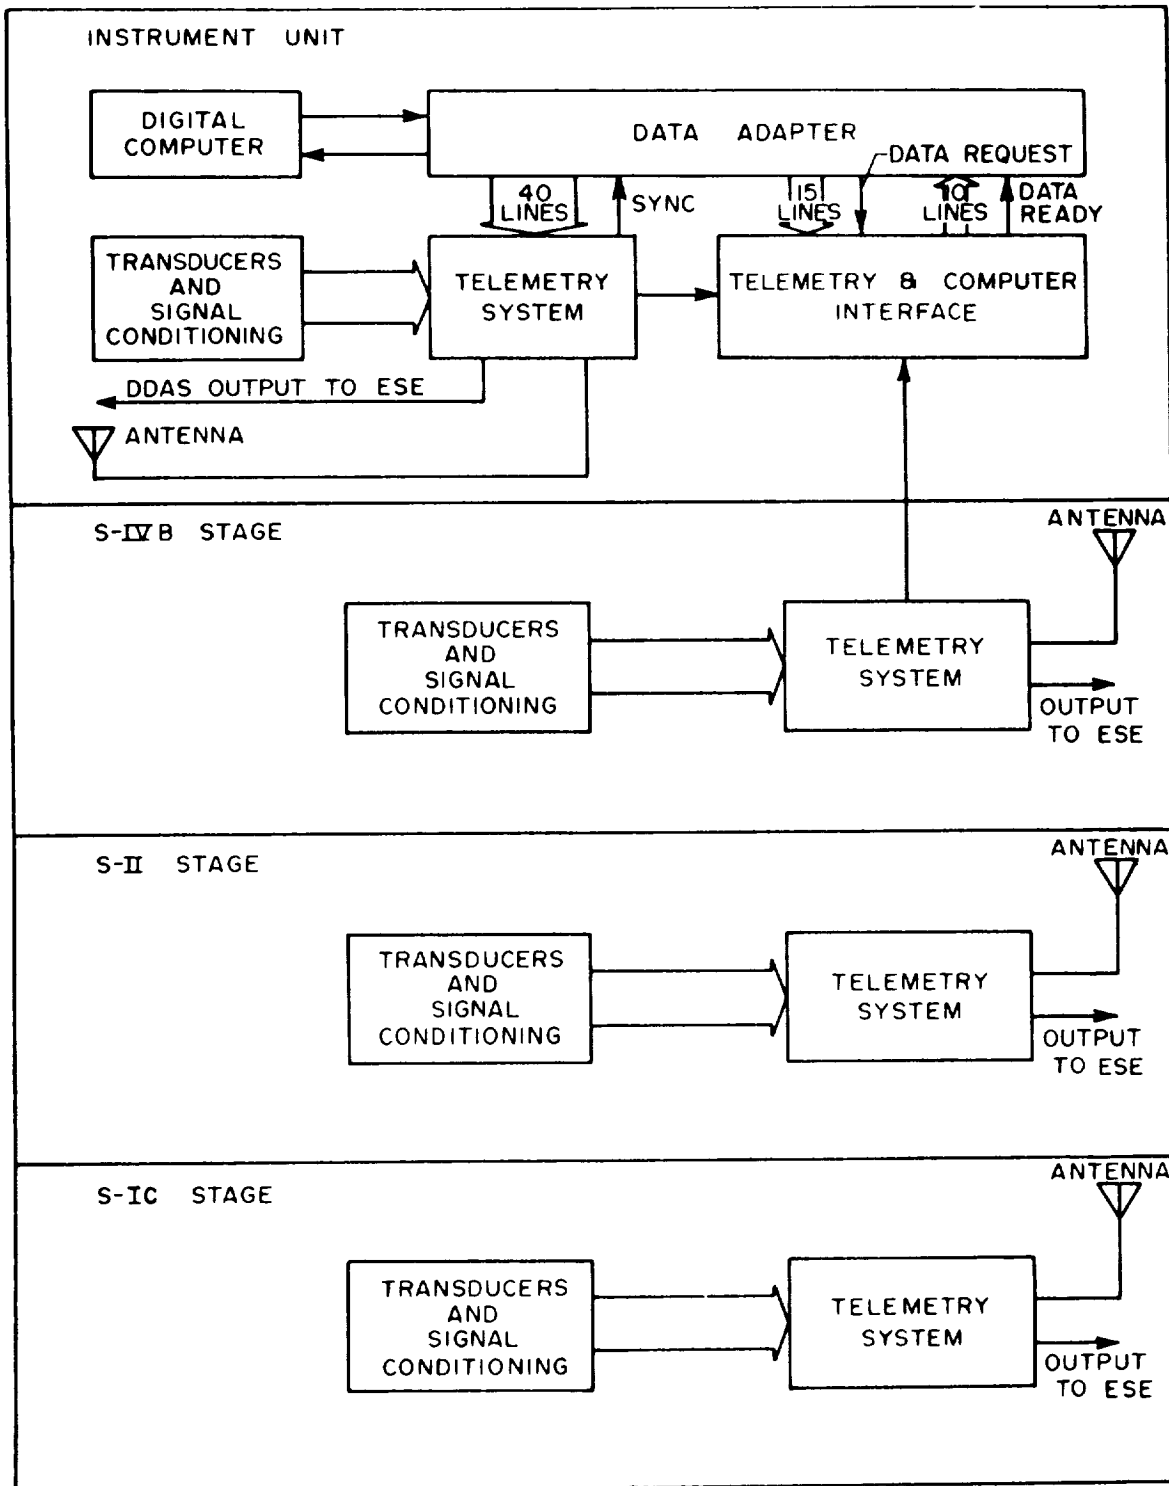 INSTRUMENT UNIT
DIGITAL
COMPUTER
DATA ADAPTER
DATA REQUEST
40
LINES
SYNC
15
LINES
10
LINES
DATA
READY
TRANSDUCERS
AND
SIGNAL
CONDITIONING
TELEMETRY
SYSTEM
TELEMETRY & COMPUTER
INTERFACE
DDAS OUTPUT TO ESE
ANTENNA
S-IVB STAGE
ANTENNA
TRANSDUCERS
AND
SIGNAL
CONDITIONING
TELEMETRY
SYSTEM
OUTPUT
TO ESE
S-II STAGE
ANTENNA
TRANSDUCERS
AND
SIGNAL
CONDITIONING
TELEMETRY
SYSTEM
OUTPUT
TO ESE
S-IC STAGE
ANTENNA
TRANSDUCERS
AND
SIGNAL
CONDITIONING
TELEMETRY
SYSTEM
OUTPUT
TO ESE